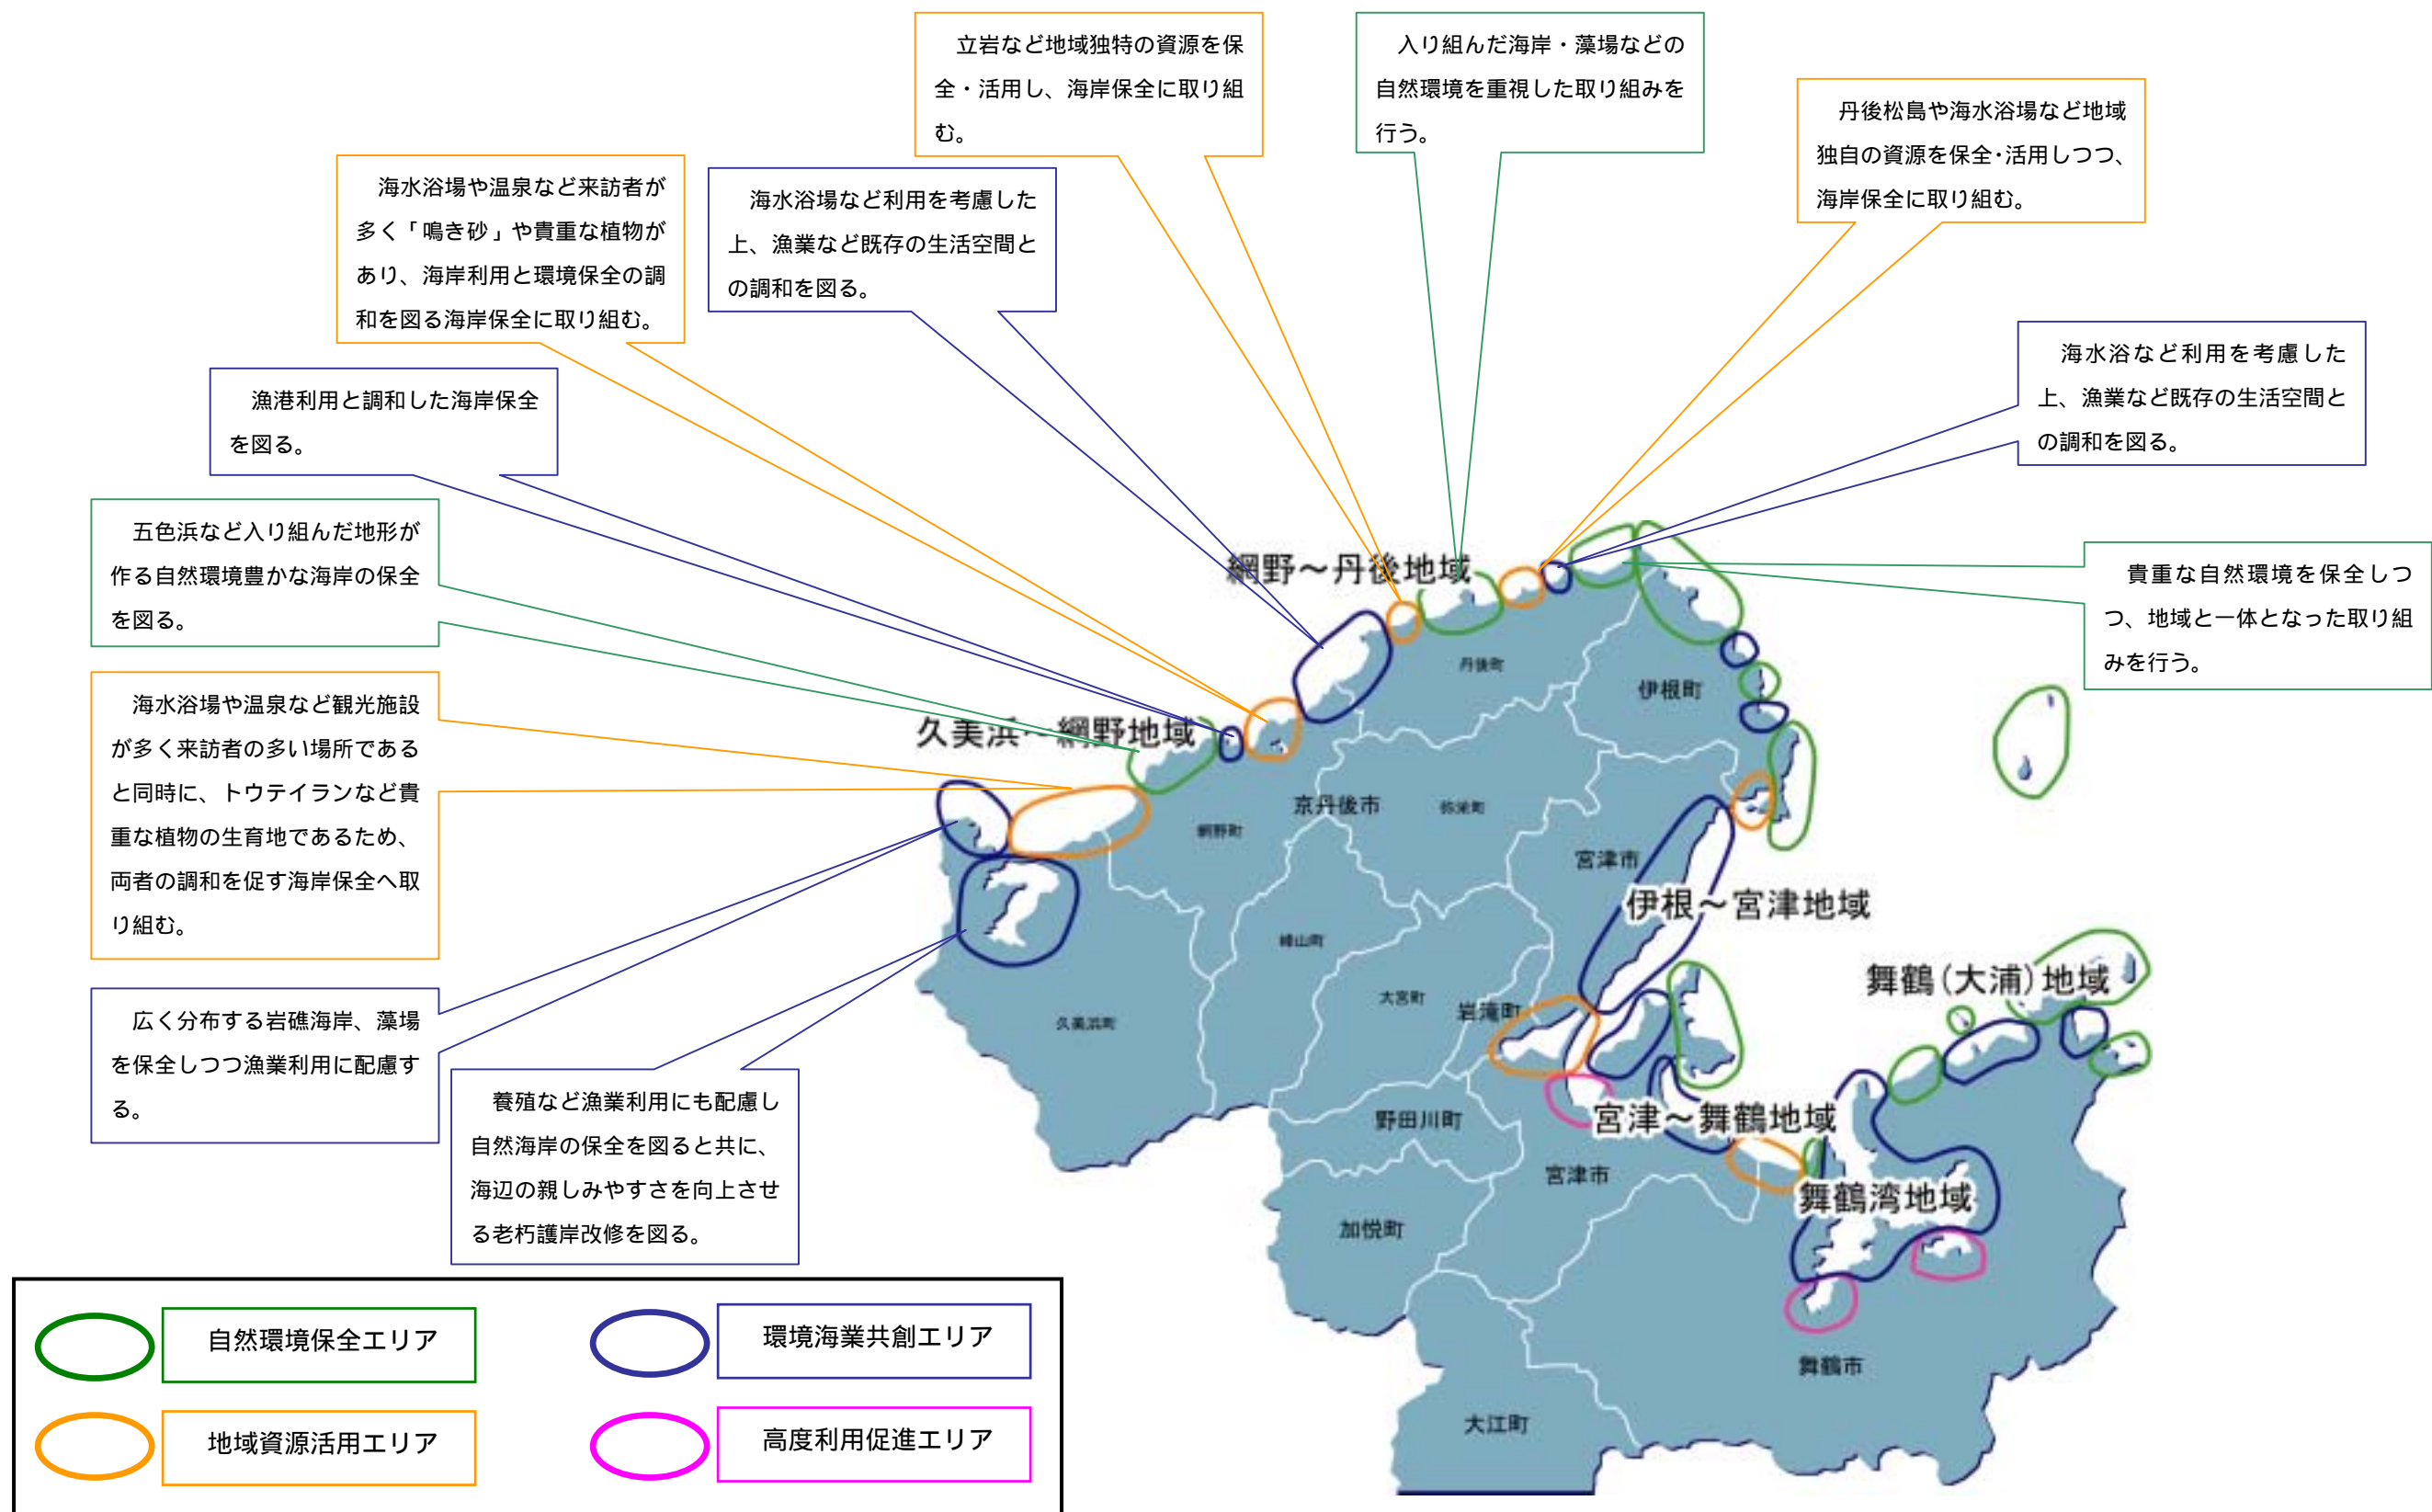 立岩など地域独特の資源を保
全・活用し、海岸保全に取り組
む。
入り組んだ海岸・藻場などの
自然環境を重視した取り組みを
行う。
丹後松島や海水浴場など地域
独自の資源を保全・活用しつつ、
海岸保全に取り組む。
海水浴場や温泉など来訪者が
多く「鳴き砂」や貴重な植物が
あり、海岸利用と環境保全の調
和を図る海岸保全に取り組む。
海水浴場など利用を考慮した
上、漁業など既存の生活空間と
の調和を図る。
海水浴など利用を考慮した
上、漁業など既存の生活空間と
の調和を図る。
漁港利用と調和した海岸保全
を図る。
五色浜など入り組んだ地形が
作る自然環境豊かな海岸の保全
を図る。
貴重な自然環境を保全しつ
つ、地域と一体となった取り組
みを行う。
海水浴場や温泉など観光施設
が多く来訪者の多い場所である
と同時に、トウテイランなど貴
重な植物の生育地であるため、
両者の調和を促す海岸保全へ取
り組む。
広く分布する岩礁海岸、藻場
を保全しつつ漁業利用に配慮す
る。
養殖など漁業利用にも配慮し
自然海岸の保全を図ると共に、
海辺の親しみやすさを向上させ
る老朽護岸改修を図る。
網野～丹後地域
丹後町
伊根町
久美浜～網野地域
京丹後市
弥栄町
網野町
宮津市
伊根～宮津地域
峰山町
舞鶴(大浦)地域
大宮町
岩滝町
久美浜町
宮津～舞鶴地域
野田川町
宮津市
舞鶴湾地域
加悦町
舞鶴市
大江町
自然環境保全エリア
環境海業共創エリア
地域資源活用エリア
高度利用促進エリア